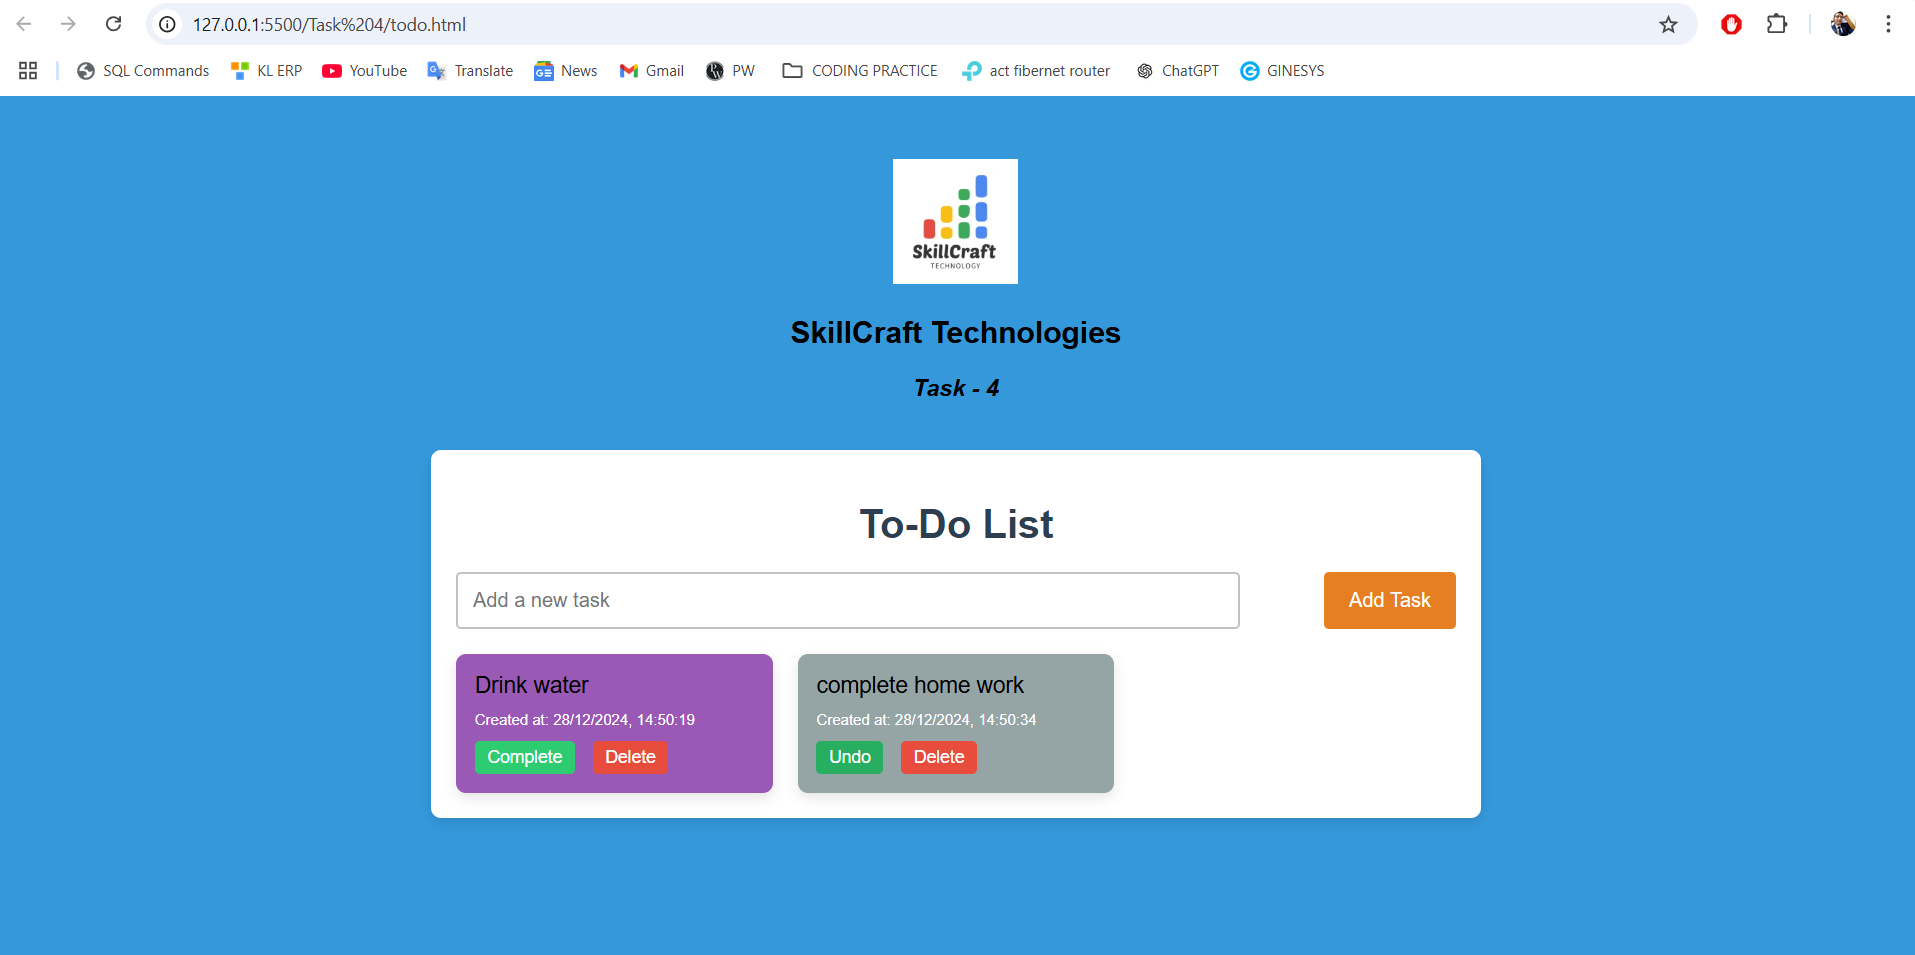 127.0.0.1:5500/Task%204/todo.html
SQL Commands KL ERP YouTube Translate News Gmail PW CODING PRACTICE act fibernet router ChatGPT GINESYS
SkillCraft
TECHNOLOGY
SkillCraft Technologies
Task - 4
To-Do List
Add a new task Add Task
Drink water
Created at: 28/12/2024, 14:50:19
Complete Delete
complete home work
Created at: 28/12/2024, 14:50:34
Undo Delete